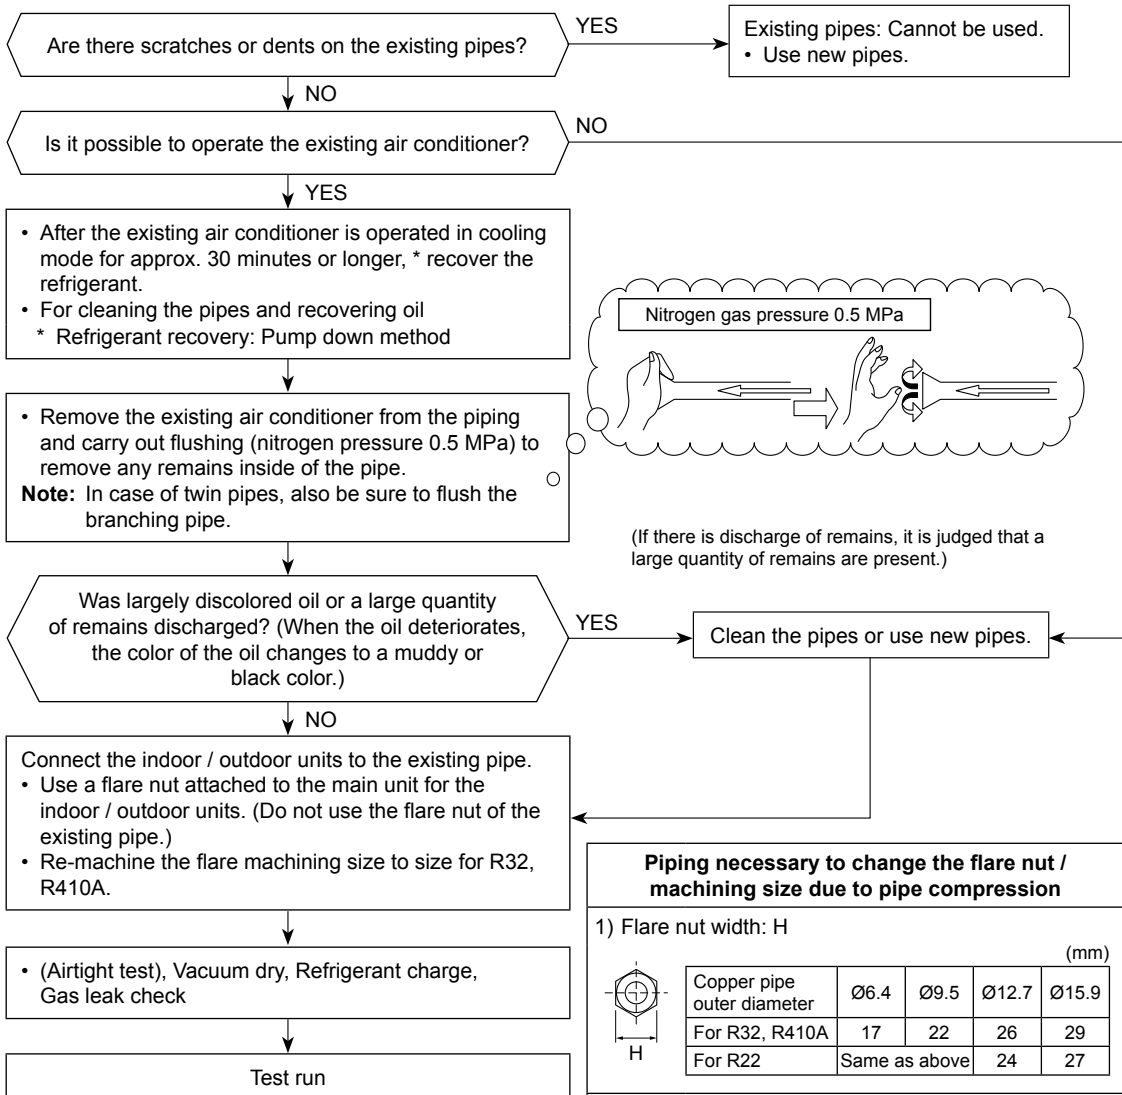 Are there scratches or dents on the existing pipes?
YES
Existing pipes: Cannot be used.
• Use new pipes.
NO
Is it possible to operate the existing air conditioner?
NO
YES
• After the existing air conditioner is operated in cooling
mode for approx. 30 minutes or longer, * recover the
refrigerant.
• For cleaning the pipes and recovering oil
* Refrigerant recovery: Pump down method
Nitrogen gas pressure 0.5 MPa
• Remove the existing air conditioner from the piping
and carry out flushing (nitrogen pressure 0.5 MPa) to
remove any remains inside of the pipe.
Note: In case of twin pipes, also be sure to flush the
branching pipe.
(If there is discharge of remains, it is judged that a
large quantity of remains are present.)
Was largely discolored oil or a large quantity
of remains discharged? (When the oil deteriorates,
the color of the oil changes to a muddy or
black color.)
YES
Clean the pipes or use new pipes.
NO
Connect the indoor / outdoor units to the existing pipe.
• Use a flare nut attached to the main unit for the
indoor / outdoor units. (Do not use the flare nut of the
existing pipe.)
• Re-machine the flare machining size to size for R32,
R410A.
• (Airtight test), Vacuum dry, Refrigerant charge,
Gas leak check
Test run
Piping necessary to change the flare nut /
machining size due to pipe compression
1) Flare nut width: H
(mm)
H
Copper pipe
outer diameter Ø6.4 Ø9.5 Ø12.7 Ø15.9
For R32, R410A 17 22 26 29
For R22 Same as above 24 27